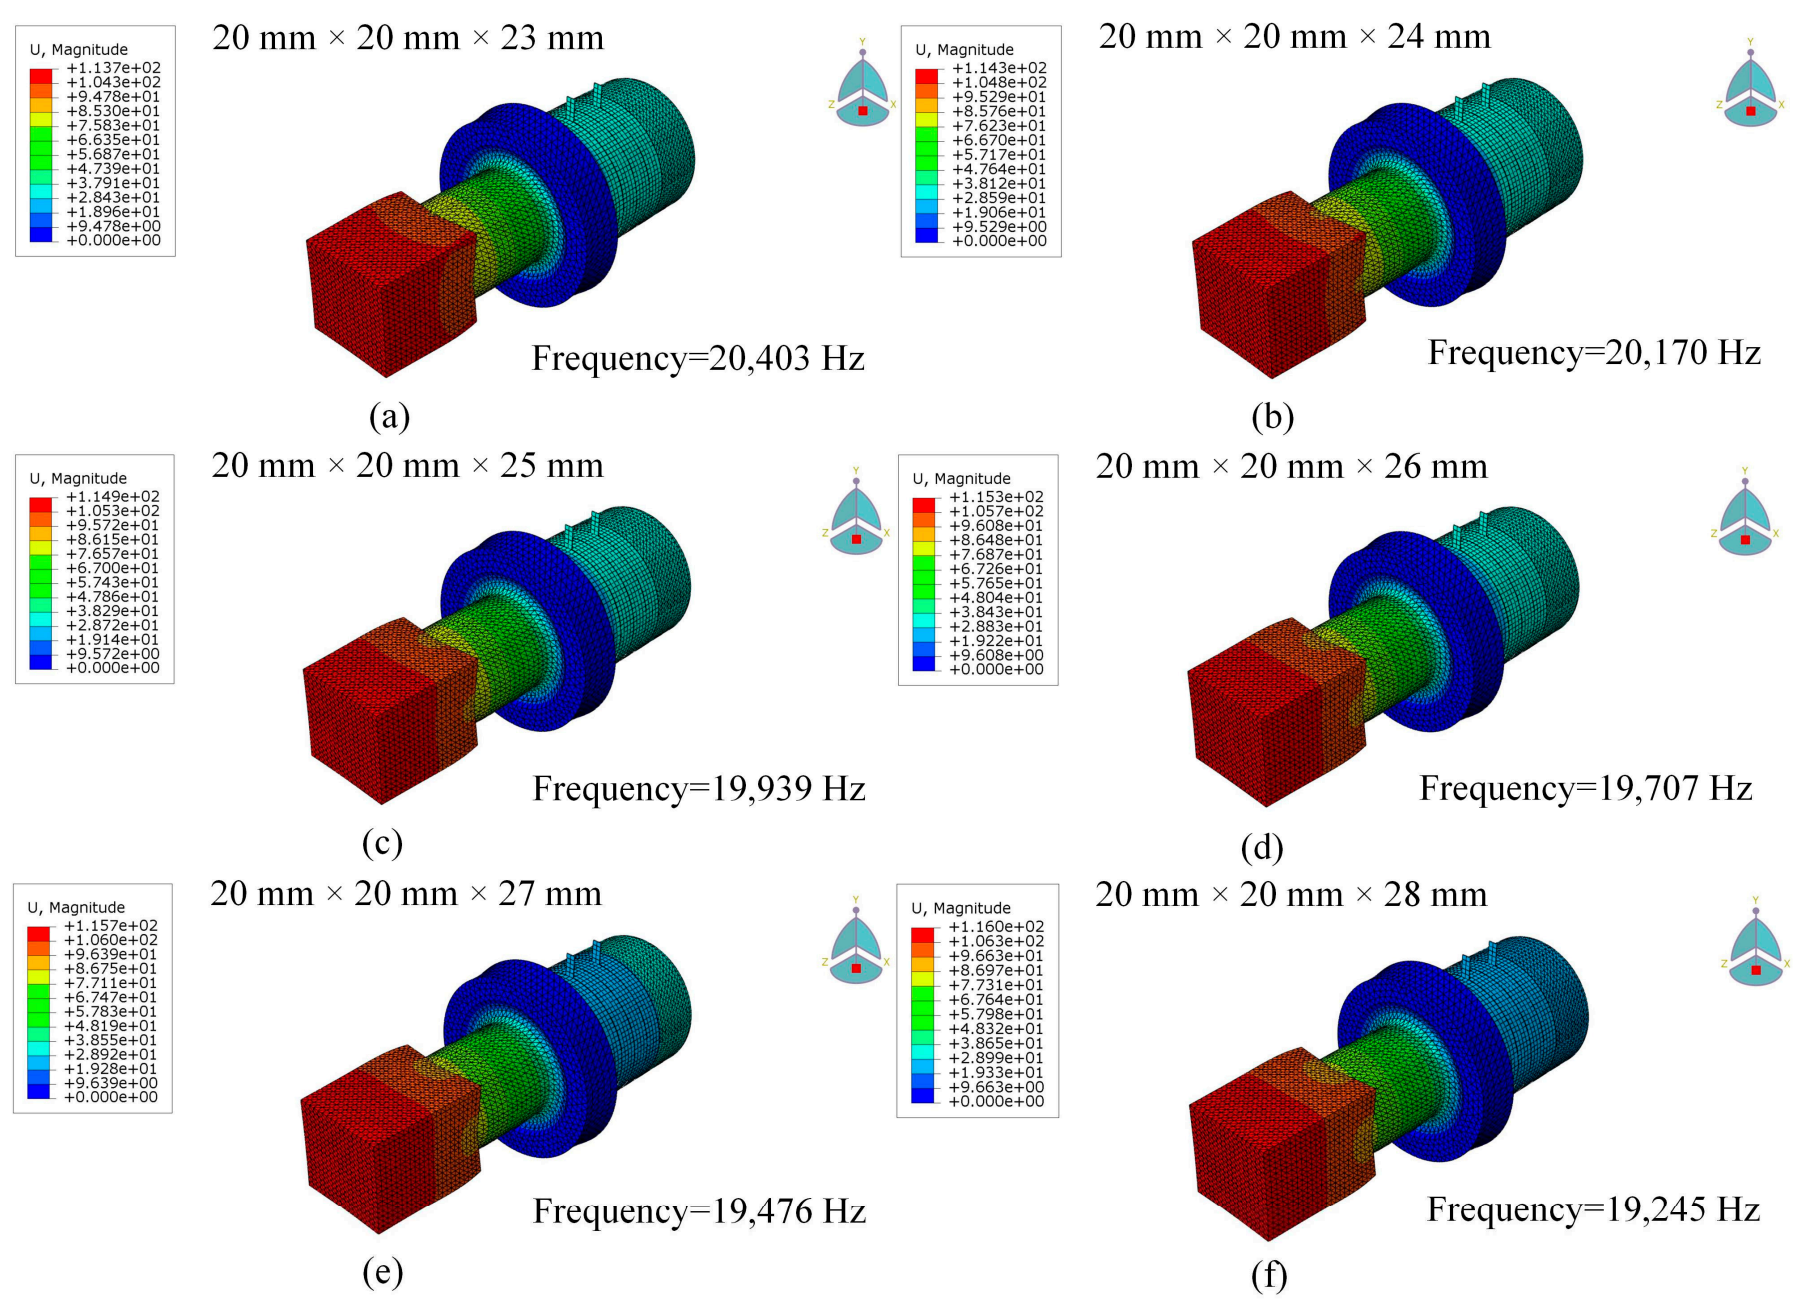 20 mm × 20 mm × 23 mm
U, Magnitude
+1.137e+02
+1.043e+02
+9.478e+01
+8.530e+01
+7.583e+01
+6.635e+01
+5.687e+01
+4.739e+01
+3.791e+01
+2.843e+01
+1.896e+01
+9.478e+00
+0.000e+00
Y
Z
X
Frequency=20,403 Hz
(a)
20 mm × 20 mm × 24 mm
U, Magnitude
+1.143e+02
+1.048e+02
+9.529e+01
+8.576e+01
+7.623e+01
+6.670e+01
+5.717e+01
+4.764e+01
+3.812e+01
+2.859e+01
+1.906e+01
+9.529e+00
+0.000e+00
Y
Z
X
Frequency=20,170 Hz
(b)
20 mm × 20 mm × 25 mm
U, Magnitude
+1.149e+02
+1.053e+02
+9.572e+01
+8.615e+01
+7.657e+01
+6.700e+01
+5.743e+01
+4.786e+01
+3.829e+01
+2.872e+01
+1.914e+01
+9.572e+00
+0.000e+00
Y
Z
X
Frequency=19,939 Hz
(c)
20 mm × 20 mm × 26 mm
U, Magnitude
+1.153e+02
+1.057e+02
+9.608e+01
+8.648e+01
+7.687e+01
+6.726e+01
+5.765e+01
+4.804e+01
+3.843e+01
+2.883e+01
+1.922e+01
+9.608e+00
+0.000e+00
Y
Z
X
Frequency=19,707 Hz
(d)
20 mm × 20 mm × 27 mm
U, Magnitude
+1.157e+02
+1.060e+02
+9.639e+01
+8.675e+01
+7.711e+01
+6.747e+01
+5.783e+01
+4.819e+01
+3.855e+01
+2.892e+01
+1.928e+01
+9.639e+00
+0.000e+00
Y
Z
X
Frequency=19,476 Hz
(e)
20 mm × 20 mm × 28 mm
U, Magnitude
+1.160e+02
+1.063e+02
+9.663e+01
+8.697e+01
+7.731e+01
+6.764e+01
+5.798e+01
+4.832e+01
+3.865e+01
+2.899e+01
+1.933e+01
+9.663e+00
+0.000e+00
Y
Z
X
Frequency=19,245 Hz
(f)